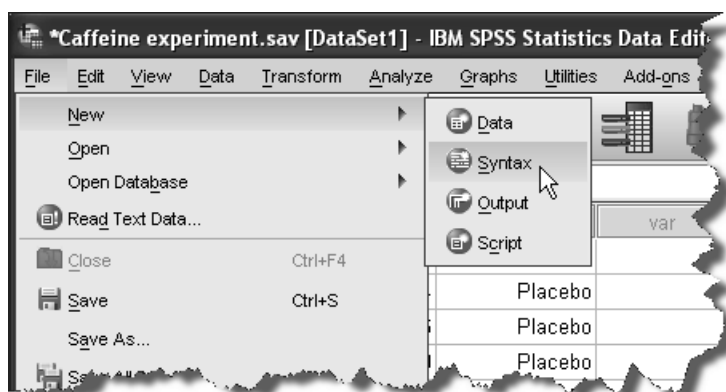 *Caffeine experiment.sav [DataSet1] - IBM SPSS Statistics Data Edit
File Edit View Data Transform Analyze Graphs Utilities Add-ons
New
Open
Open Database
Read Text Data...
Close Ctrl+F4
Save Ctrl+S
Save As...
Data
Syntax
Output
Script
var
Placebo
Placebo
Placebo